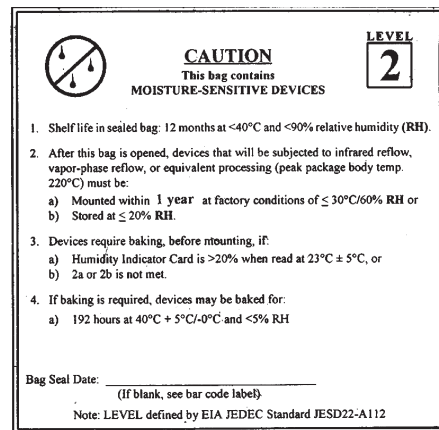 LEVEL
2
CAUTION
This bag contains
MOISTURE-SENSITIVE DEVICES
1. Shelf life in sealed bag: 12 months at <40°C and <90% relative humidity (RH).
2. After this bag is opened, devices that will be subjected to infrared reflow,
vapor-phase reflow, or equivalent processing (peak package body temp.
220°C) must be:
a) Mounted within 1 year at factory conditions of ≤ 30°C/60% RH or
b) Stored at ≤ 20% RH.
3. Devices require baking, before mounting, if:
a) Humidity Indicator Card is >20% when read at 23°C ± 5°C, or
b) 2a or 2b is not met.
4. If baking is required, devices may be baked for:
a) 192 hours at 40°C + 5°C/-0°C and <5% RH
Bag Seal Date:
(If blank, see bar code label)
Note: LEVEL defined by EIA JEDEC Standard JESD22-A112